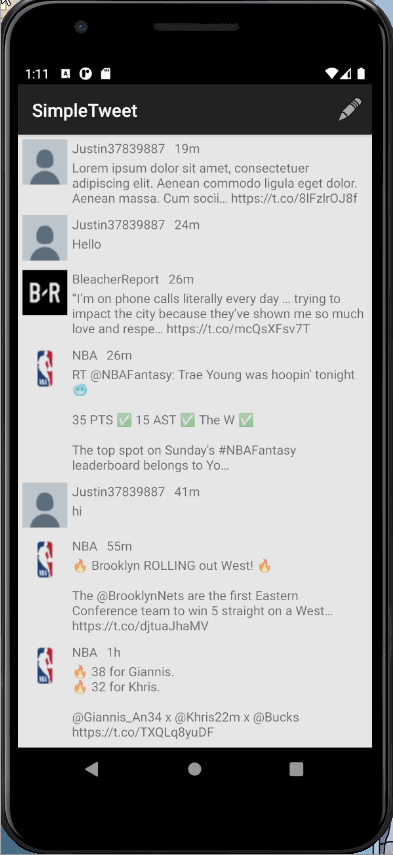 1:11
SimpleTweet
Justin37839887 19m
Lorem ipsum dolor sit amet, consectetuer
adipiscing elit. Aenean commodo ligula eget dolor.
Aenean massa. Cum socii… https://t.co/8lFzlrOJ8f
Justin37839887 24m
Hello
B/R
BleacherReport 26m
“I'm on phone calls literally every day … trying to
impact the city because they’ve shown me so much
love and respe… https://t.co/mcQsXFsv7T
NBA 26m
RT @NBAFantasy: Trae Young was hoopin' tonight
🥶
35 PTS ✅ 15 AST ✅ The W ✅
The top spot on Sunday's #NBAFantasy
leaderboard belongs to Yo…
Justin37839887 41m
hi
NBA 55m
🔥 Brooklyn ROLLING out West! 🔥
The @BrooklynNets are the first Eastern
Conference team to win 5 straight on a West…
https://t.co/djtuaJhaMV
NBA 1h
🔥 38 for Giannis.
🔥 32 for Khris.
@Giannis_An34 x @Khris22m x @Bucks
https://t.co/TXQLq8yuDF